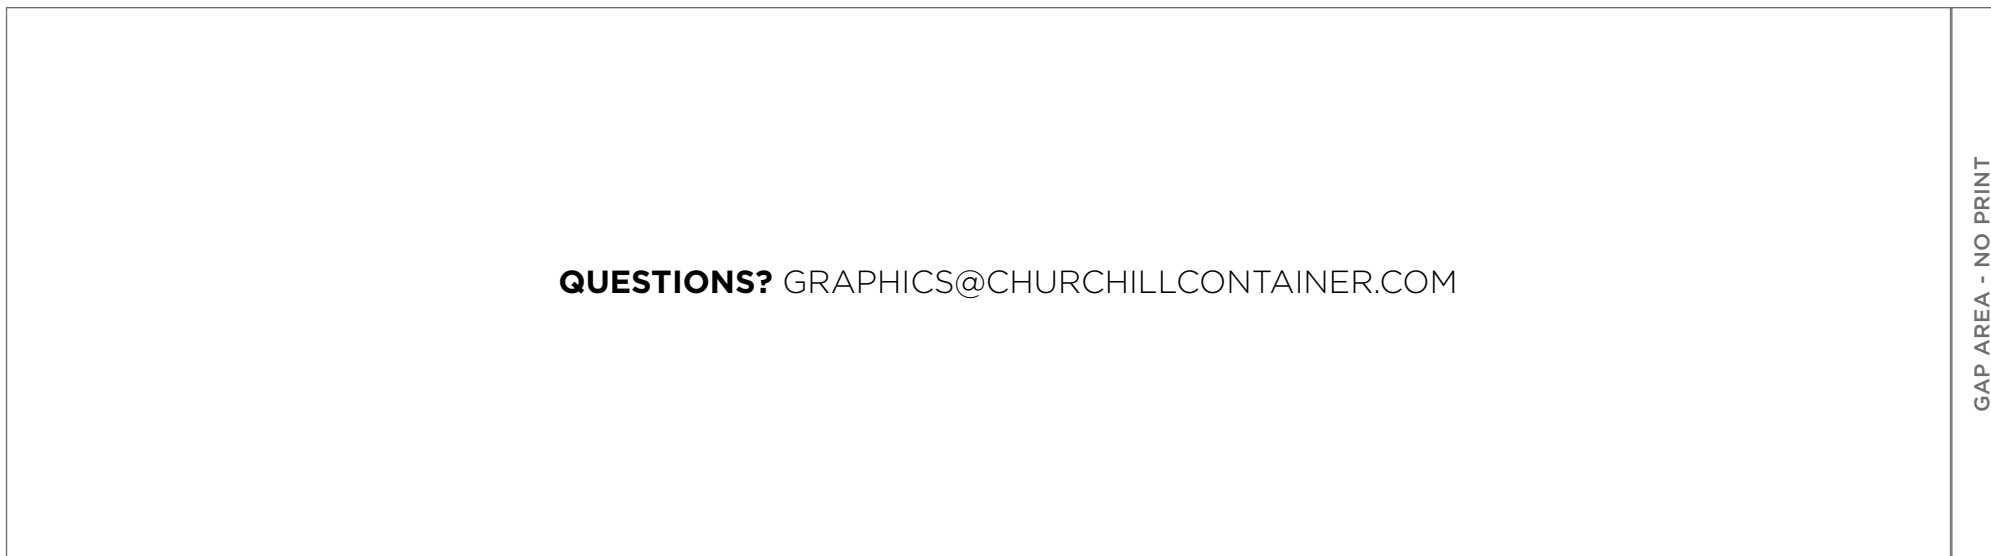 QUESTIONS? GRAPHICS@CHURCHILLCONTAINER.COM
GAP AREA - NO PRINT